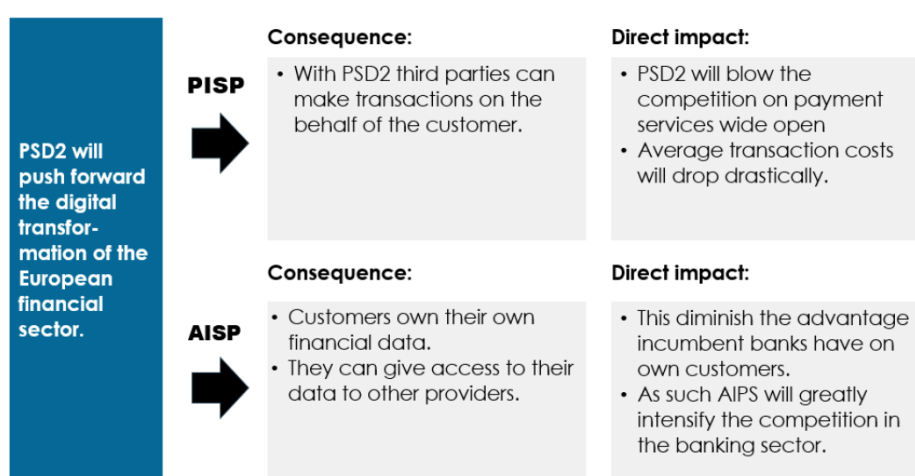 PSD2 will
push forward
the digital
transfor-
mation of the
European
financial
sector.
PISP
Consequence:
• With PSD2 third parties can
make transactions on the
behalf of the customer.
Direct impact:
• PSD2 will blow the
competition on payment
services wide open
• Average transaction costs
will drop drastically.
AISP
Consequence:
• Customers own their own
financial data.
• They can give access to their
data to other providers.
Direct impact:
• This diminish the advantage
incumbent banks have on
own customers.
• As such AIPS will greatly
intensify the competition in
the banking sector.